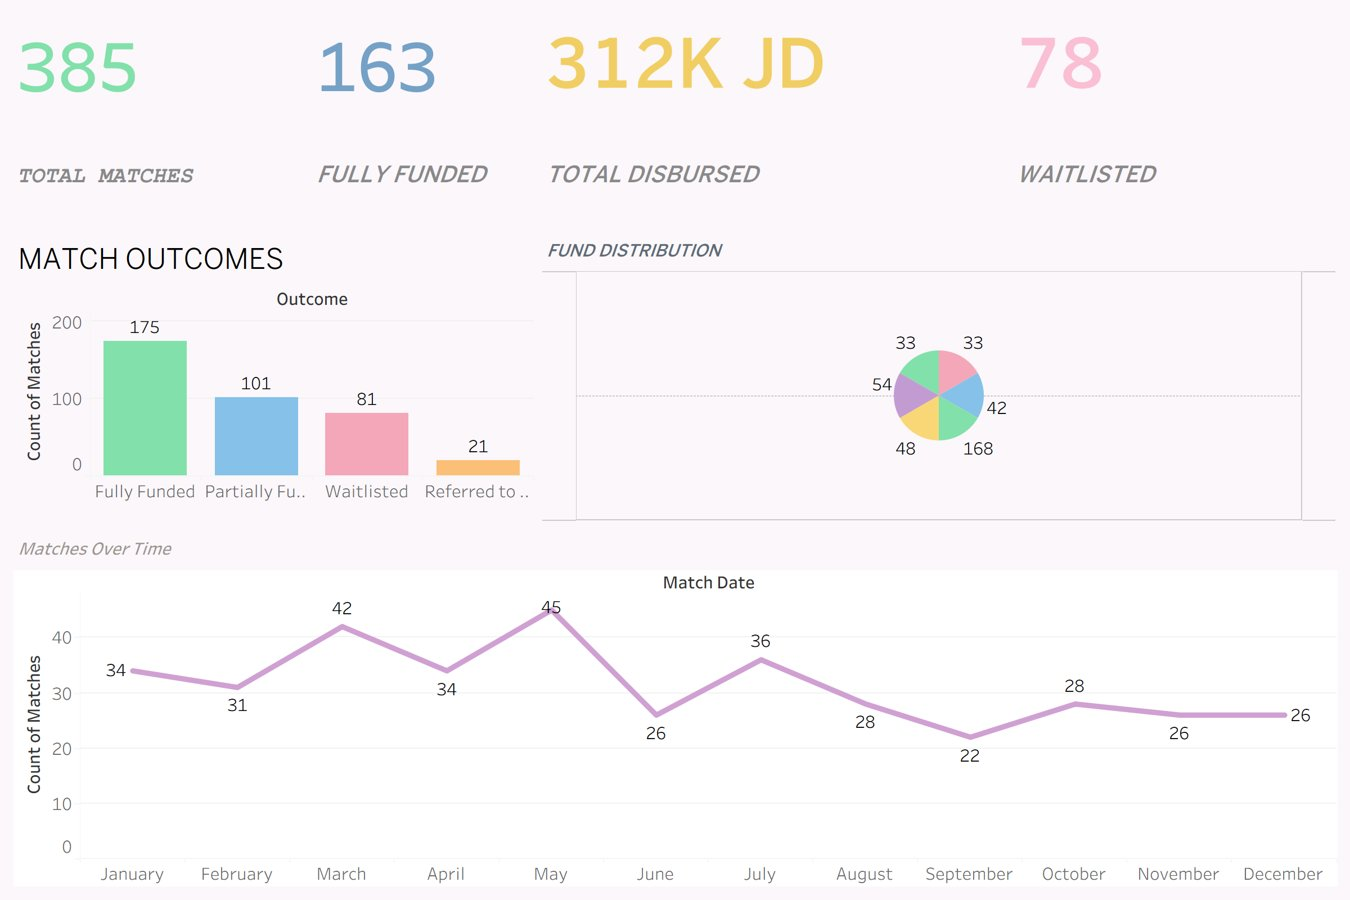 385
163
312K JD
78
TOTAL MATCHES
FULLY FUNDED
TOTAL DISBURSED
WAITLISTED
MATCH OUTCOMES
Outcome
Count of Matches
200
100
0
175
101
81
21
Fully Funded
Partially Fu..
Waitlisted
Referred to ..
FUND DISTRIBUTION
33
33
54
42
48
168
Matches Over Time
Match Date
Count of Matches
40
30
20
10
0
34
31
42
34
45
26
36
28
22
28
26
26
January
February
March
April
May
June
July
August
September
October
November
December